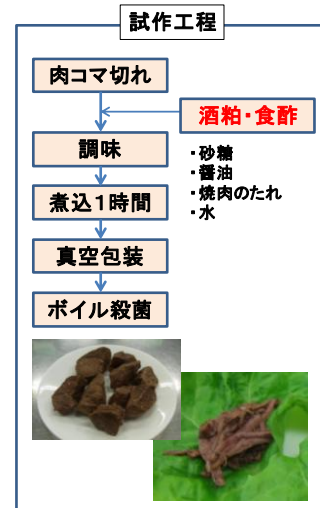 試作工程
肉コマ切れ
酒粕・食酢
調味
・砂糖
・醤油
・焼肉のたれ
・水
煮込1時間
真空包装
ボイル殺菌